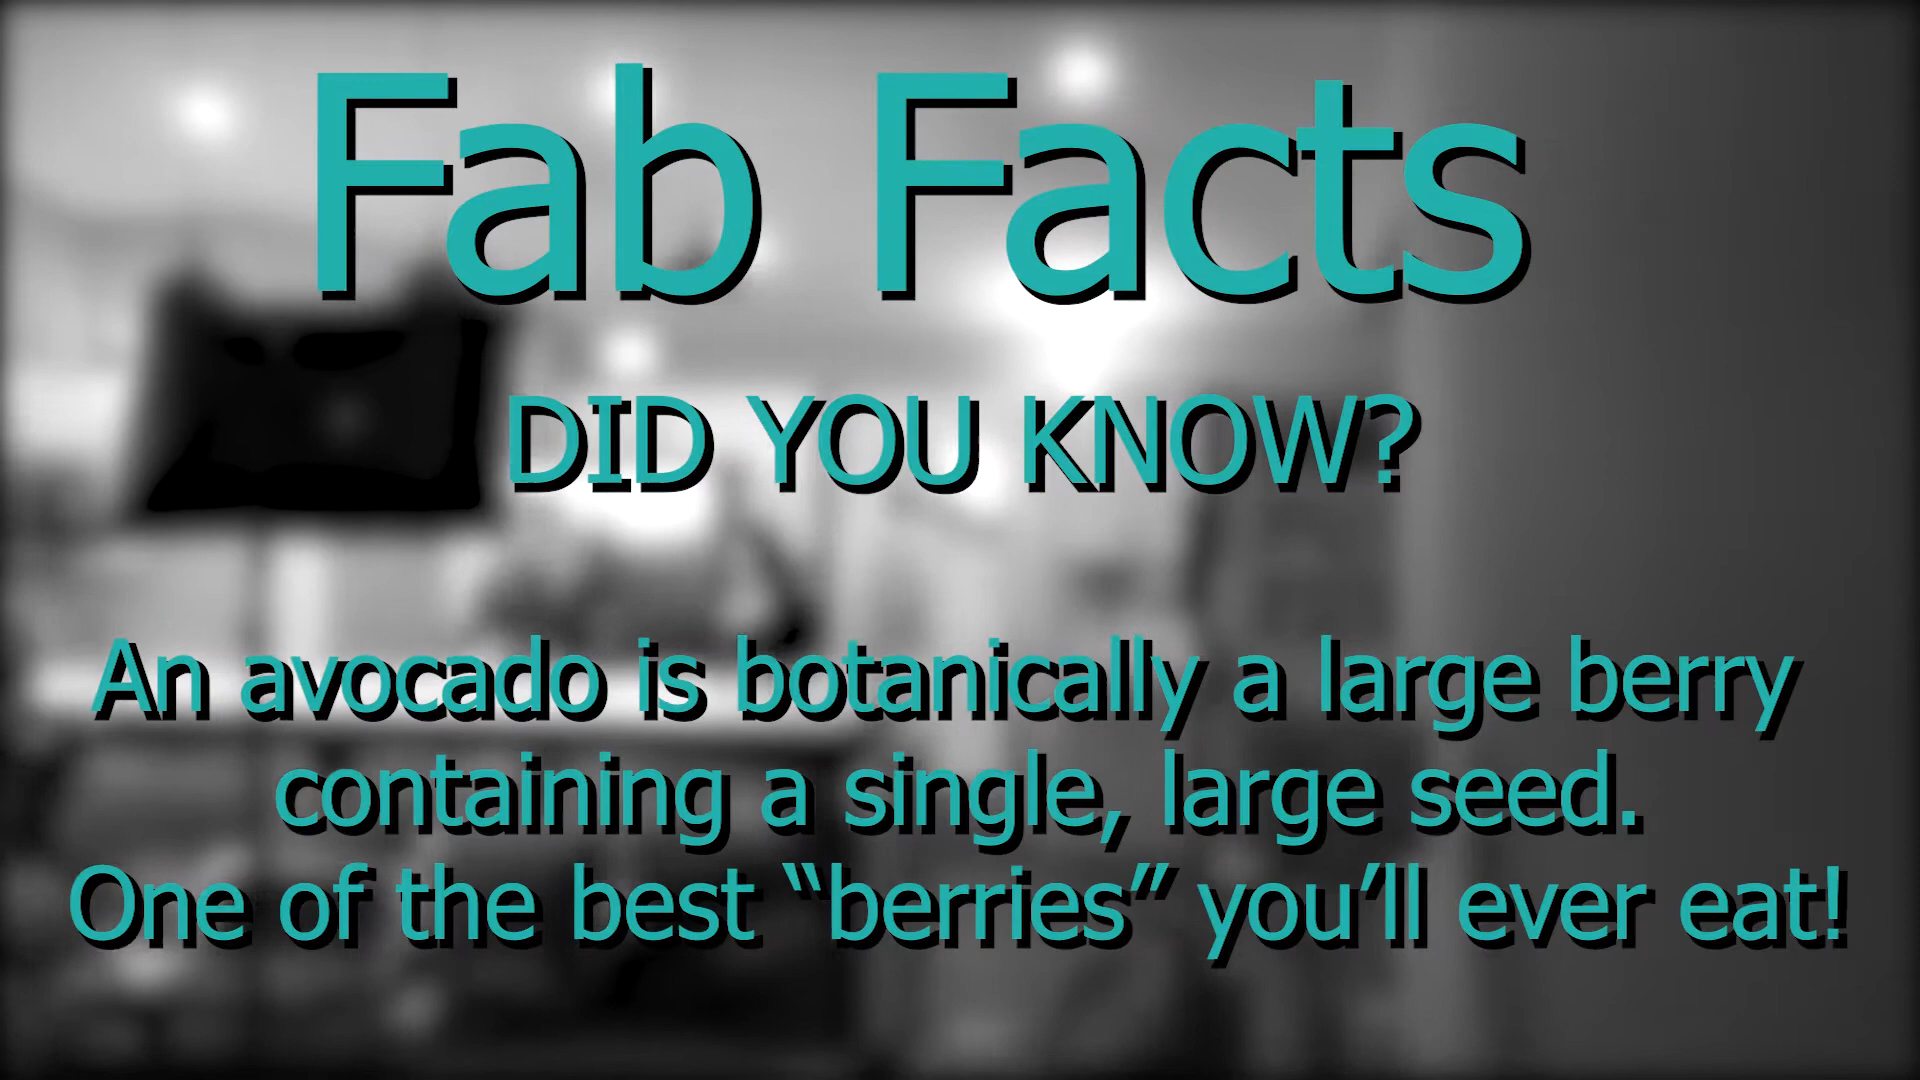 Fab Facts
DID YOU KNOW?
An avocado is botanically a large berry
containing a single, large seed.
One of the best “berries” you’ll ever eat!